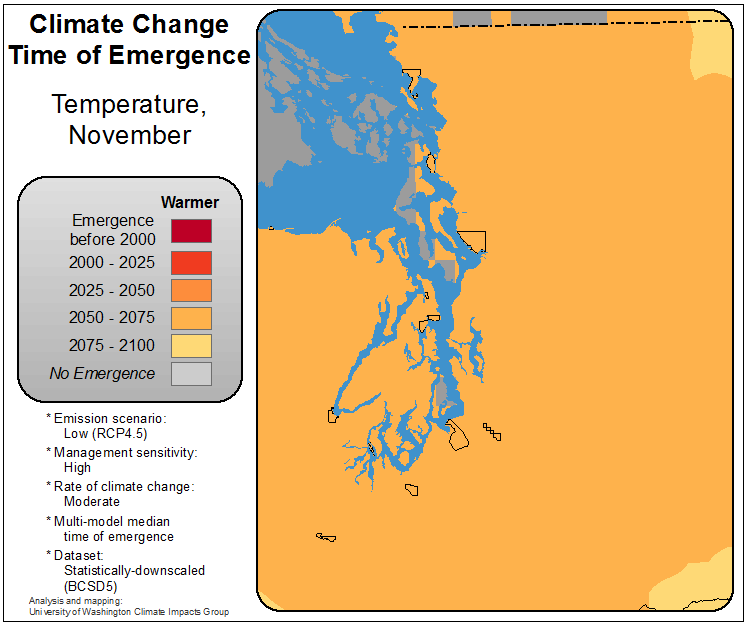 Climate Change
Time of Emergence
Temperature,
November
Warmer
Emergence
before 2000
2000 - 2025
2025 - 2050
2050 - 2075
2075 - 2100
No Emergence
* Emission scenario:
Low (RCP4.5)
* Management sensitivity:
High
* Rate of climate change:
Moderate
* Multi-model median
time of emergence
* Dataset:
Statistically-downscaled
(BCSD5)
Analysis and mapping:
University of Washington Climate Impacts Group